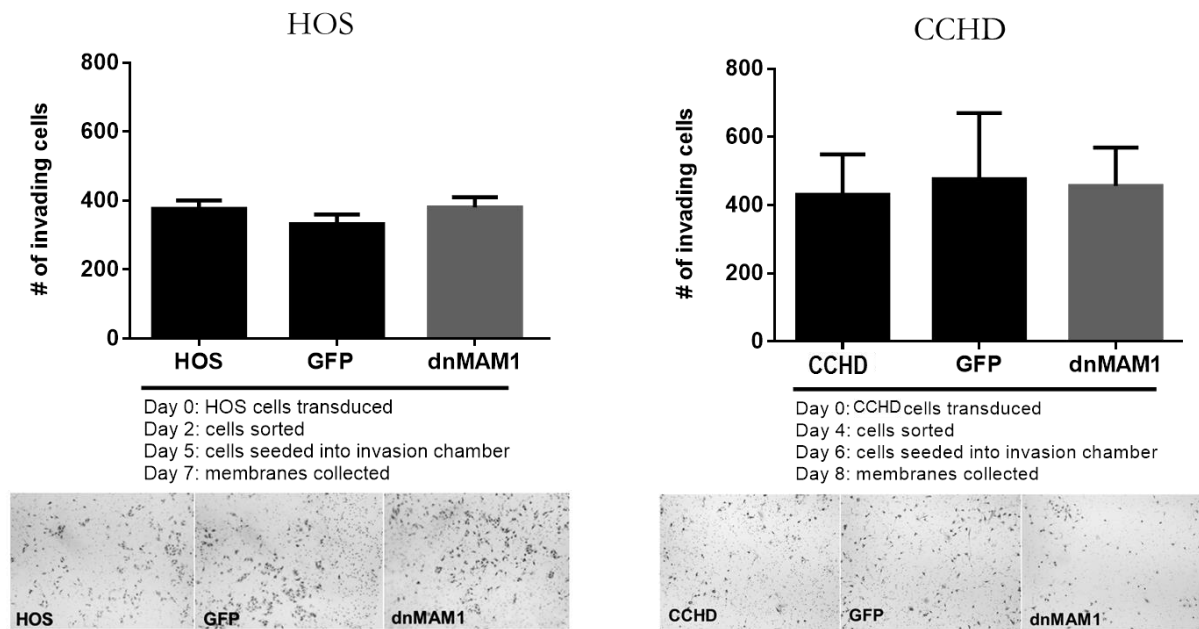 HOS
800
600
400
200
0
# of invading cells
HOS GFP dnMAM1
Day 0: HOS cells transduced
Day 2: cells sorted
Day 5: cells seeded into invasion chamber
Day 7: membranes collected
HOS GFP dnMAM1
CCHD
800
600
400
200
0
# of invading cells
CCHD GFP dnMAM1
Day 0: CCHD cells transduced
Day 4: cells sorted
Day 6: cells seeded into invasion chamber
Day 8: membranes collected
CCHD GFP dnMAM1